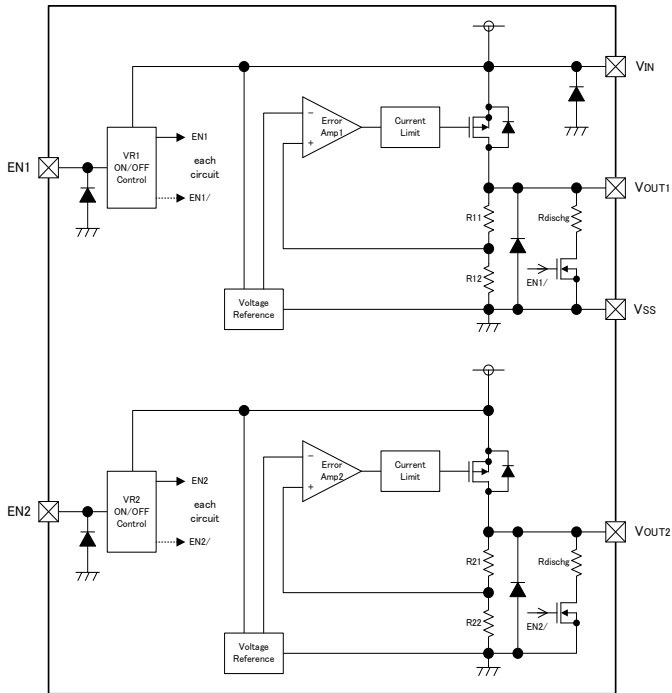 VIN
Error
Amp1
−
+
Current
Limit
EN1
VR1
ON/OFF
Control
EN1
each
circuit
EN1/
VOUT1
R11
Rdischg
EN1/
R12
Voltage
Reference
VSS
Error
Amp2
−
+
Current
Limit
EN2
VR2
ON/OFF
Control
EN2
each
circuit
EN2/
VOUT2
R21
Rdischg
EN2/
R22
Voltage
Reference